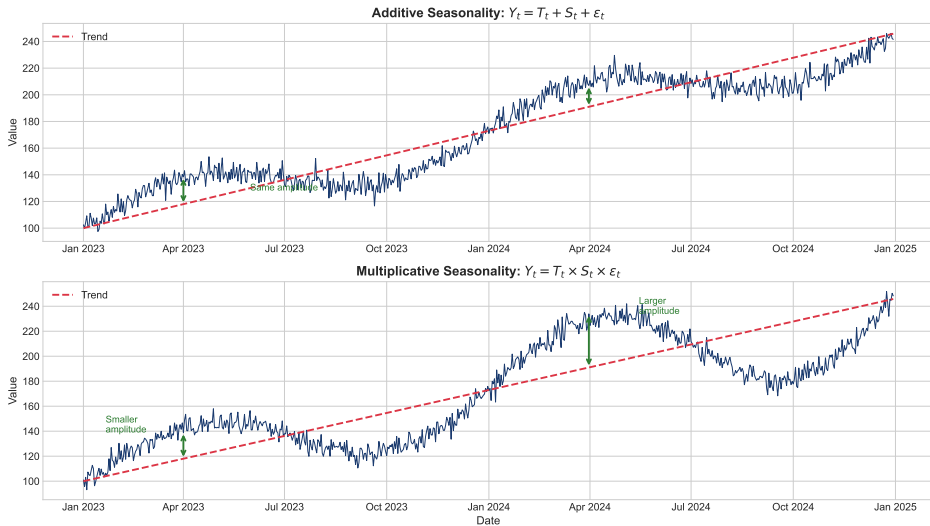 Additive Seasonality: Yₜ = Tₜ + Sₜ + εₜ
Trend
Value
240
220
200
180
160
140
120
100
Same amplitude
Jan 2023 Apr 2023 Jul 2023 Oct 2023 Jan 2024 Apr 2024 Jul 2024 Oct 2024 Jan 2025
Multiplicative Seasonality: Yₜ = Tₜ × Sₜ × εₜ
Trend
Larger
amplitude
Value
240
220
200
180
160
140
120
100
Smaller
amplitude
Jan 2023 Apr 2023 Jul 2023 Oct 2023 Jan 2024 Apr 2024 Jul 2024 Oct 2024 Jan 2025
Date